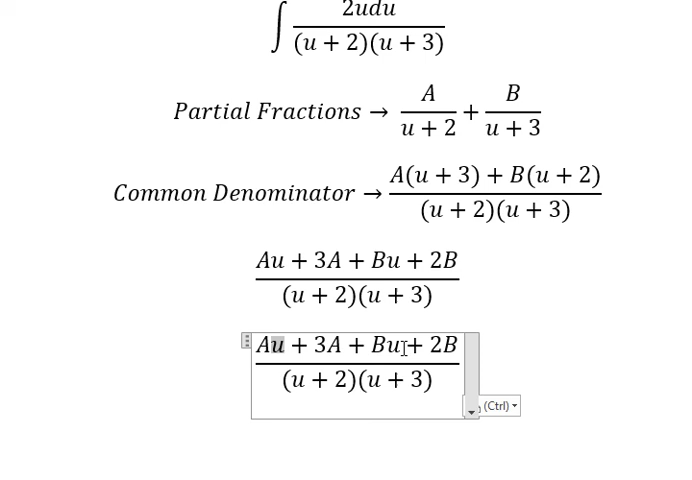 ∫ 2udu / (u + 2)(u + 3)
Partial Fractions → A / u + 2 + B / u + 3
Common Denominator → A(u + 3) + B(u + 2) / (u + 2)(u + 3)
Au + 3A + Bu + 2B / (u + 2)(u + 3)
Au + 3A + Bu + 2B / (u + 2)(u + 3)
(Ctrl)